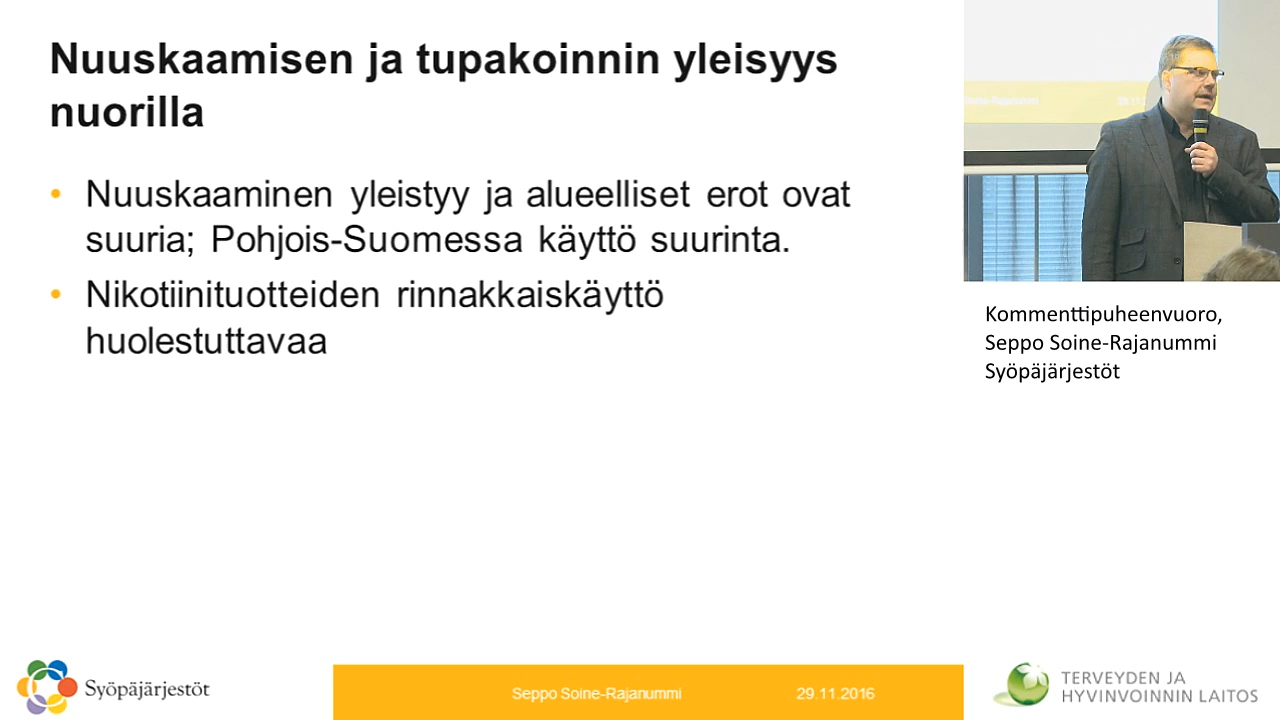 Nuuskaamisen ja tupakoinnin yleisyys
nuorilla
• Nuuskaaminen yleistyy ja alueelliset erot ovat
suuria; Pohjois-Suomessa käyttö suurinta.
• Nikotiinituotteiden rinnakkaiskäyttö
huolestuttavaa
Kommenttipuheenvuoro,
Seppo Soine-Rajanummi
Syöpäjärjestöt
Syöpäjärjestöt
Seppo Soine-Rajanummi 29.11.2016
TERVEYDEN JA
HYVINVOINNIN LAITOS